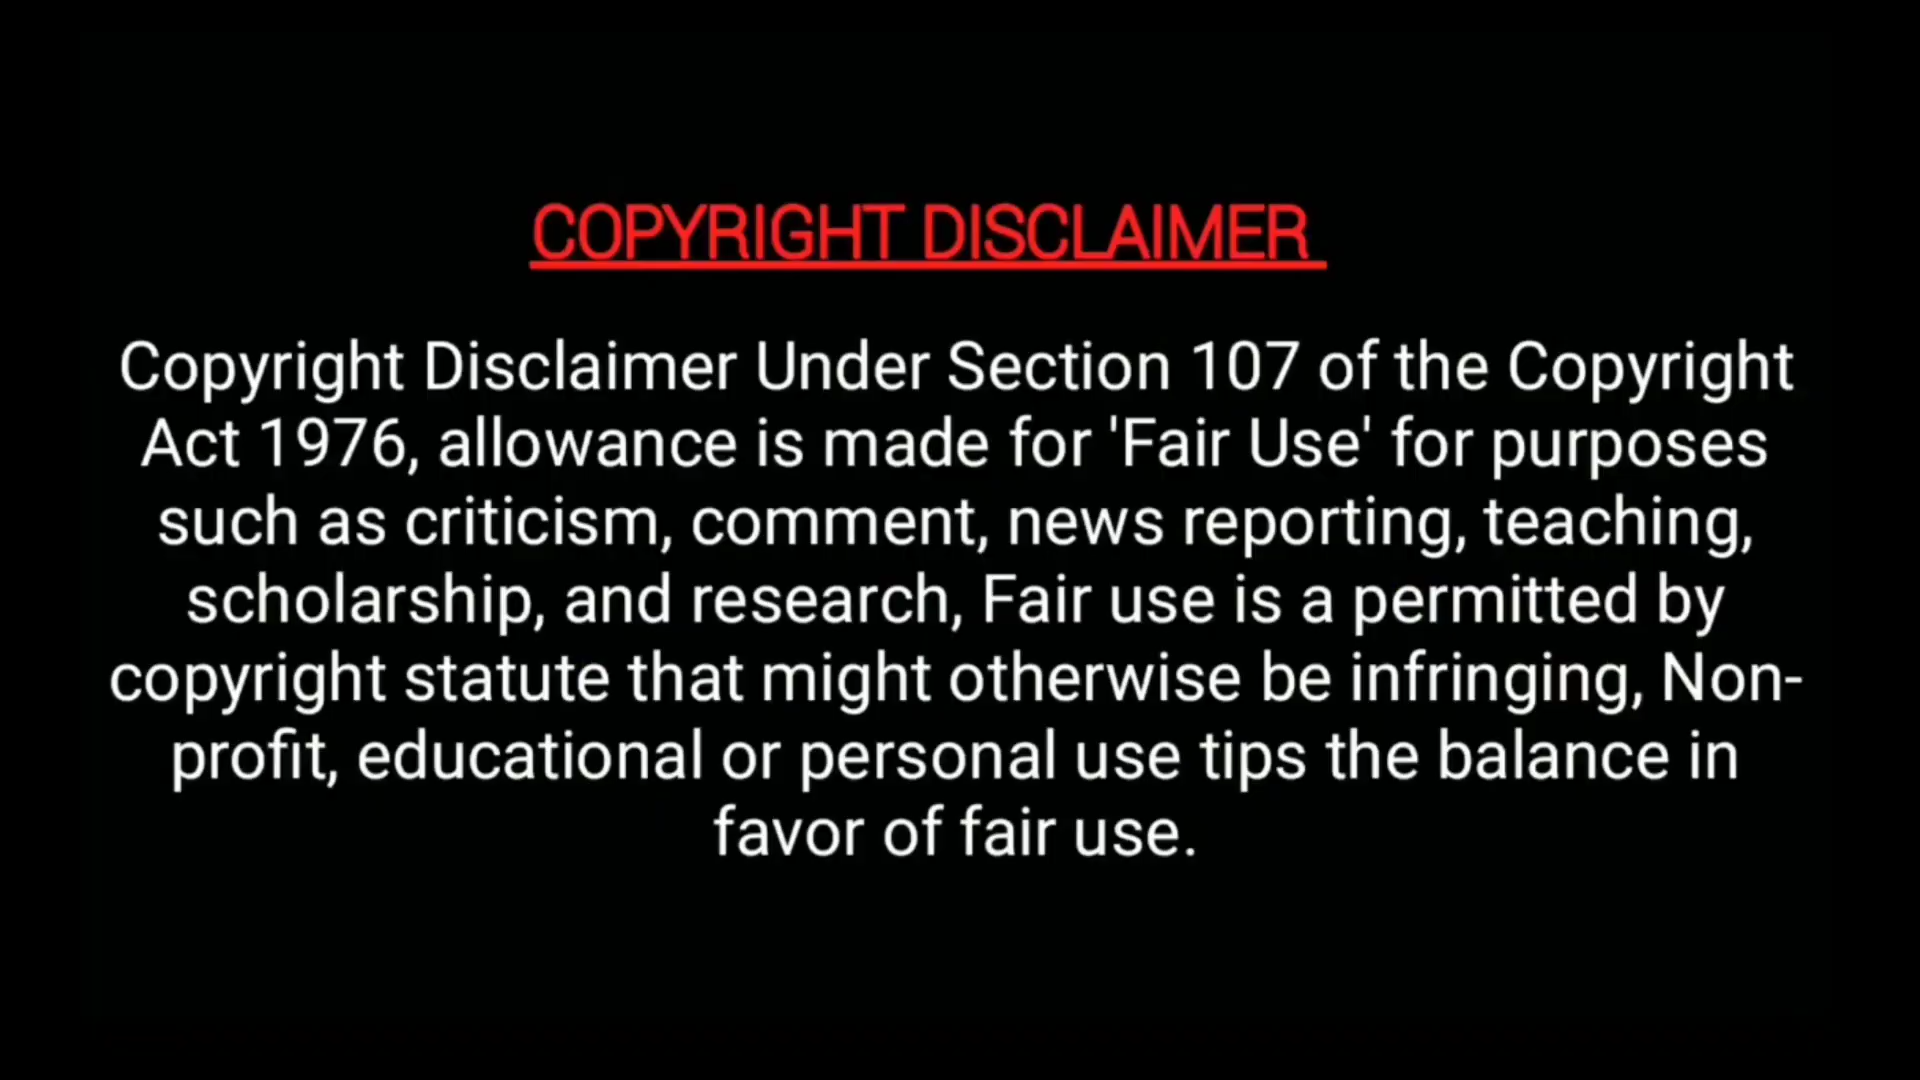 COPYRIGHT DISCLAIMER
Copyright Disclaimer Under Section 107 of the Copyright
Act 1976, allowance is made for 'Fair Use' for purposes
such as criticism, comment, news reporting, teaching,
scholarship, and research, Fair use is a permitted by
copyright statute that might otherwise be infringing, Non-
profit, educational or personal use tips the balance in
favor of fair use.